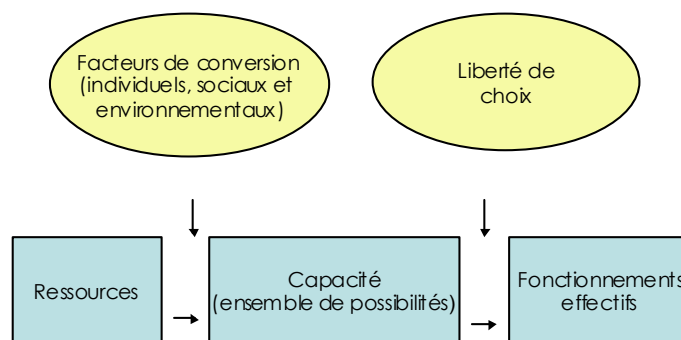 Facteurs de conversion
(individuels, sociaux et
environnementaux)
Liberté de
choix
Ressources
Capacité
(ensemble de possibilités)
Fonctionnements
effectifs